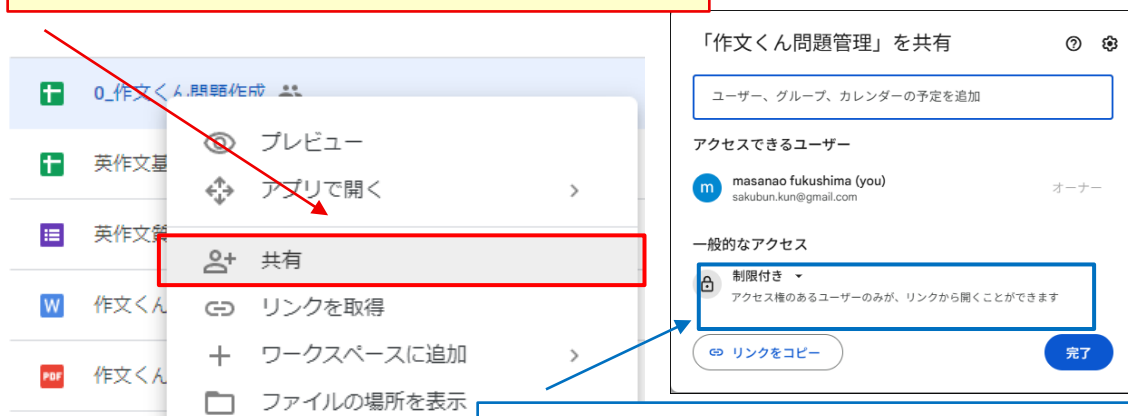 0_作文くん問題作成
英作文基
英作文質
作文くん
作文くん
プレビュー
アプリで開く
共有
リンクを取得
ワークスペースに追加
ファイルの場所を表示
「作文くん問題管理」を共有
ユーザー、グループ、カレンダーの予定を追加
アクセスできるユーザー
m
masanao fukushima (you)
sakubun.kun@gmail.com
オーナー
一般的なアクセス
制限付き
アクセス権のあるユーザーのみが、リンクから開くことができます
リンクをコピー
完了
W
PDF